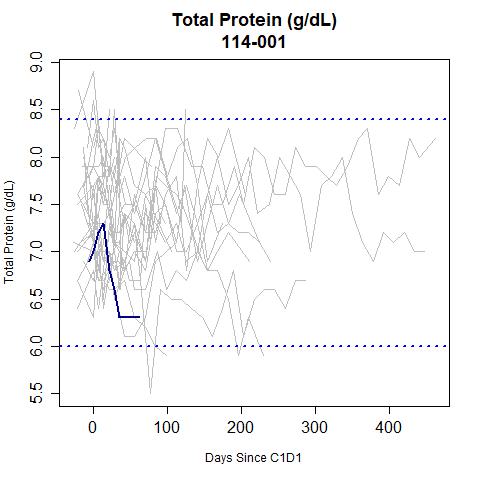 Total Protein (g/dL)
114-001
Total Protein (g/dL)
9.0
8.5
8.0
7.5
7.0
6.5
6.0
5.5
0 100 200 300 400
Days Since C1D1